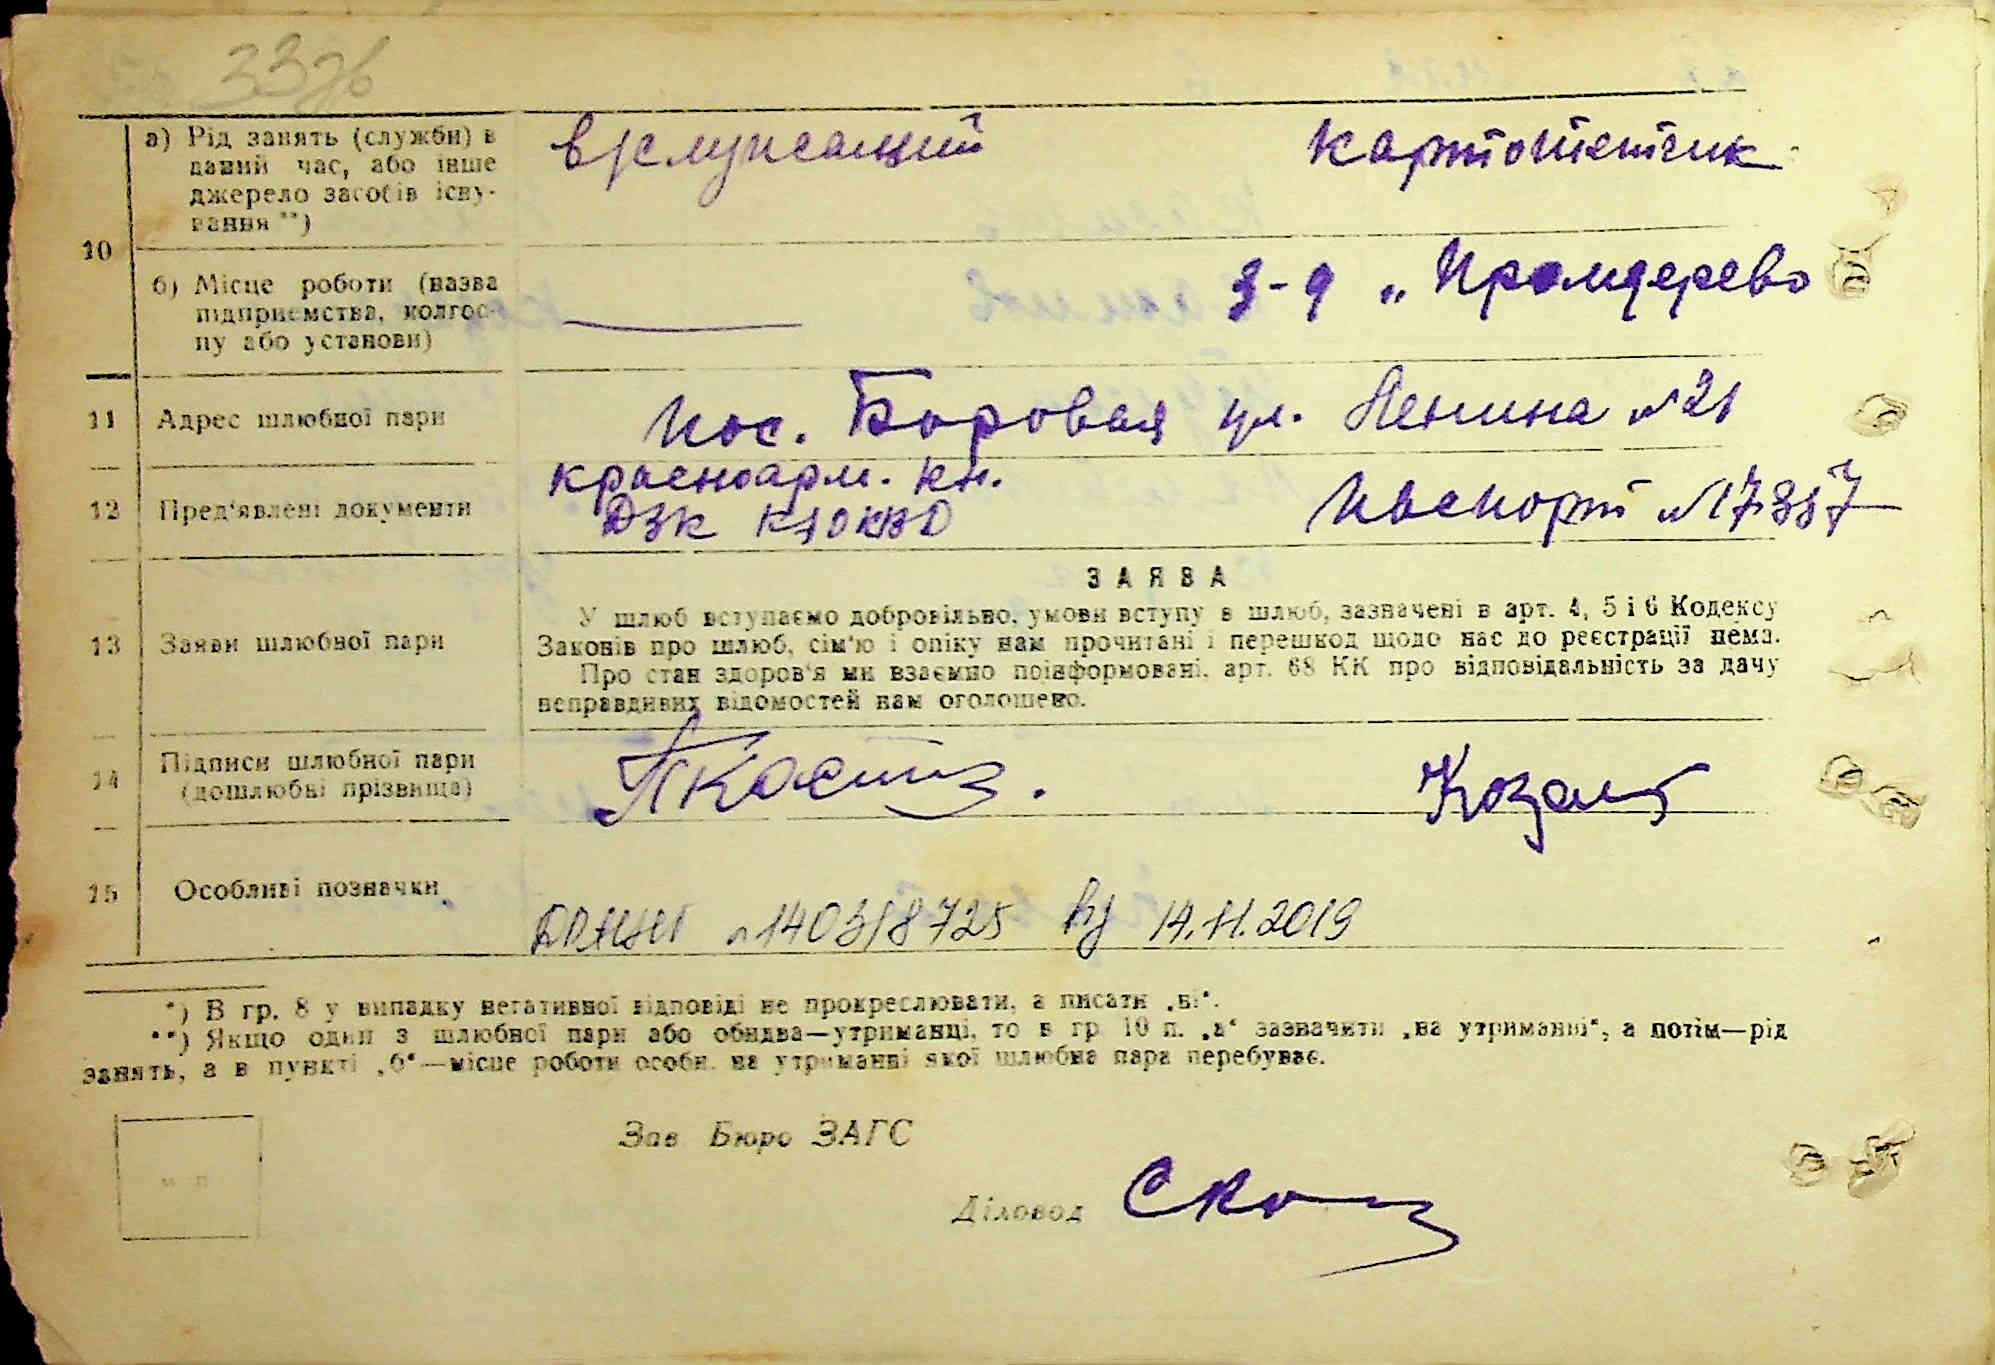 33
а) Рід занять (служби) в
даний час, або інше
джерело засобів існу-
вання **)
в/служащий
картотетчик
10
б) Місце роботи (назва
підприємства, колгос-
пу або установи)
з-д „Промдерево
11 Адрес шлюбної пари
пос. Боровая ул. Ленина №21
12 Пред'явлені документи
красноарм. кн.
ДЗК
Паспорт
13 Заяви шлюбної пари
ЗАЯВА
У шлюб вступаємо добровільно, умови вступу в шлюб, зазначені в арт. 4, 5 і 6 Кодексу
Законів про шлюб, сім'ю і опіку нам прочитані і перешкод щодо нас до реєстрації нема.
Про стан здоров'я ми взаємно поінформовані, арт. 68 КК про відповідальність за дачу
неправдивих відомостей нам оголошено.
14 Підписи шлюбної пари
(дошлюбні прізвища)
15 Особливі позначки
14.11.2019
*) В гр. 8 у випадку негативної відповіді не прокреслювати, а писати „ні“.
**) Якщо один з шлюбної пари або обидва—утриманці, то в гр 10 п. „а“ зазначити „на утриманні“, а потім—рід
занять, а в пункті „б“—місце роботи особи, на утриманні якої шлюбна пара перебуває.
м п
Зав Бюро ЗАГС
Діловод